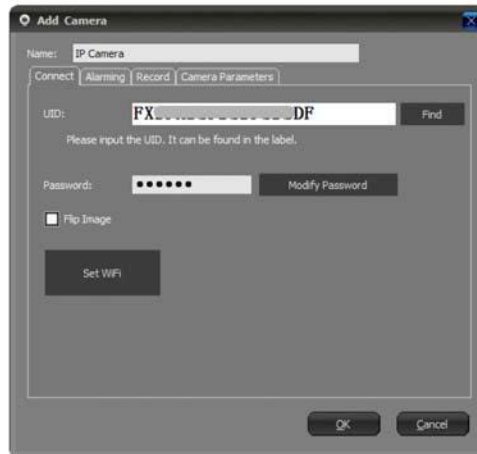 Add Camera
Name: IP Camera
Connect Alarming Record Camera Parameters
UID: Find
Please input the UID. It can be found in the label.
Password: ●●●●●● Modify Password
Flip Image
Set WiFi
OK Cancel